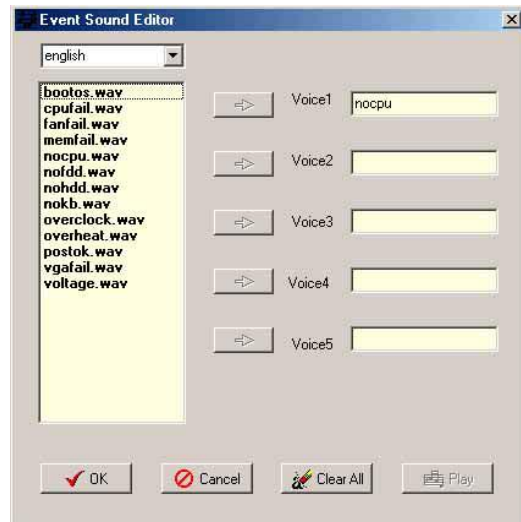 Event Sound Editor
english
bootos.wav
cpufail.wav
fanfail.wav
memfail.wav
nocpu.wav
nofdd.wav
nohdd.wav
nokb.wav
overclock.wav
overheat.wav
postok.wav
vgafail.wav
voltage.wav
Voice1 nocpu
Voice2
Voice3
Voice4
Voice5
OK Cancel Clear All Play